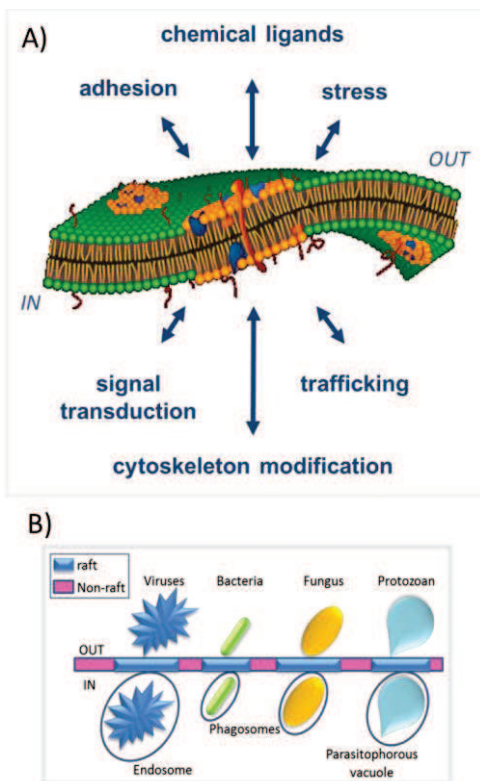 A)
chemical ligands
adhesion
stress
OUT
IN
signal
transduction
trafficking
cytoskeleton modification
B)
raft
Non-raft
Viruses
Bacteria
Fungus
Protozoan
OUT
IN
Phagosomes
Endosome
Parasitophorous
vacuole